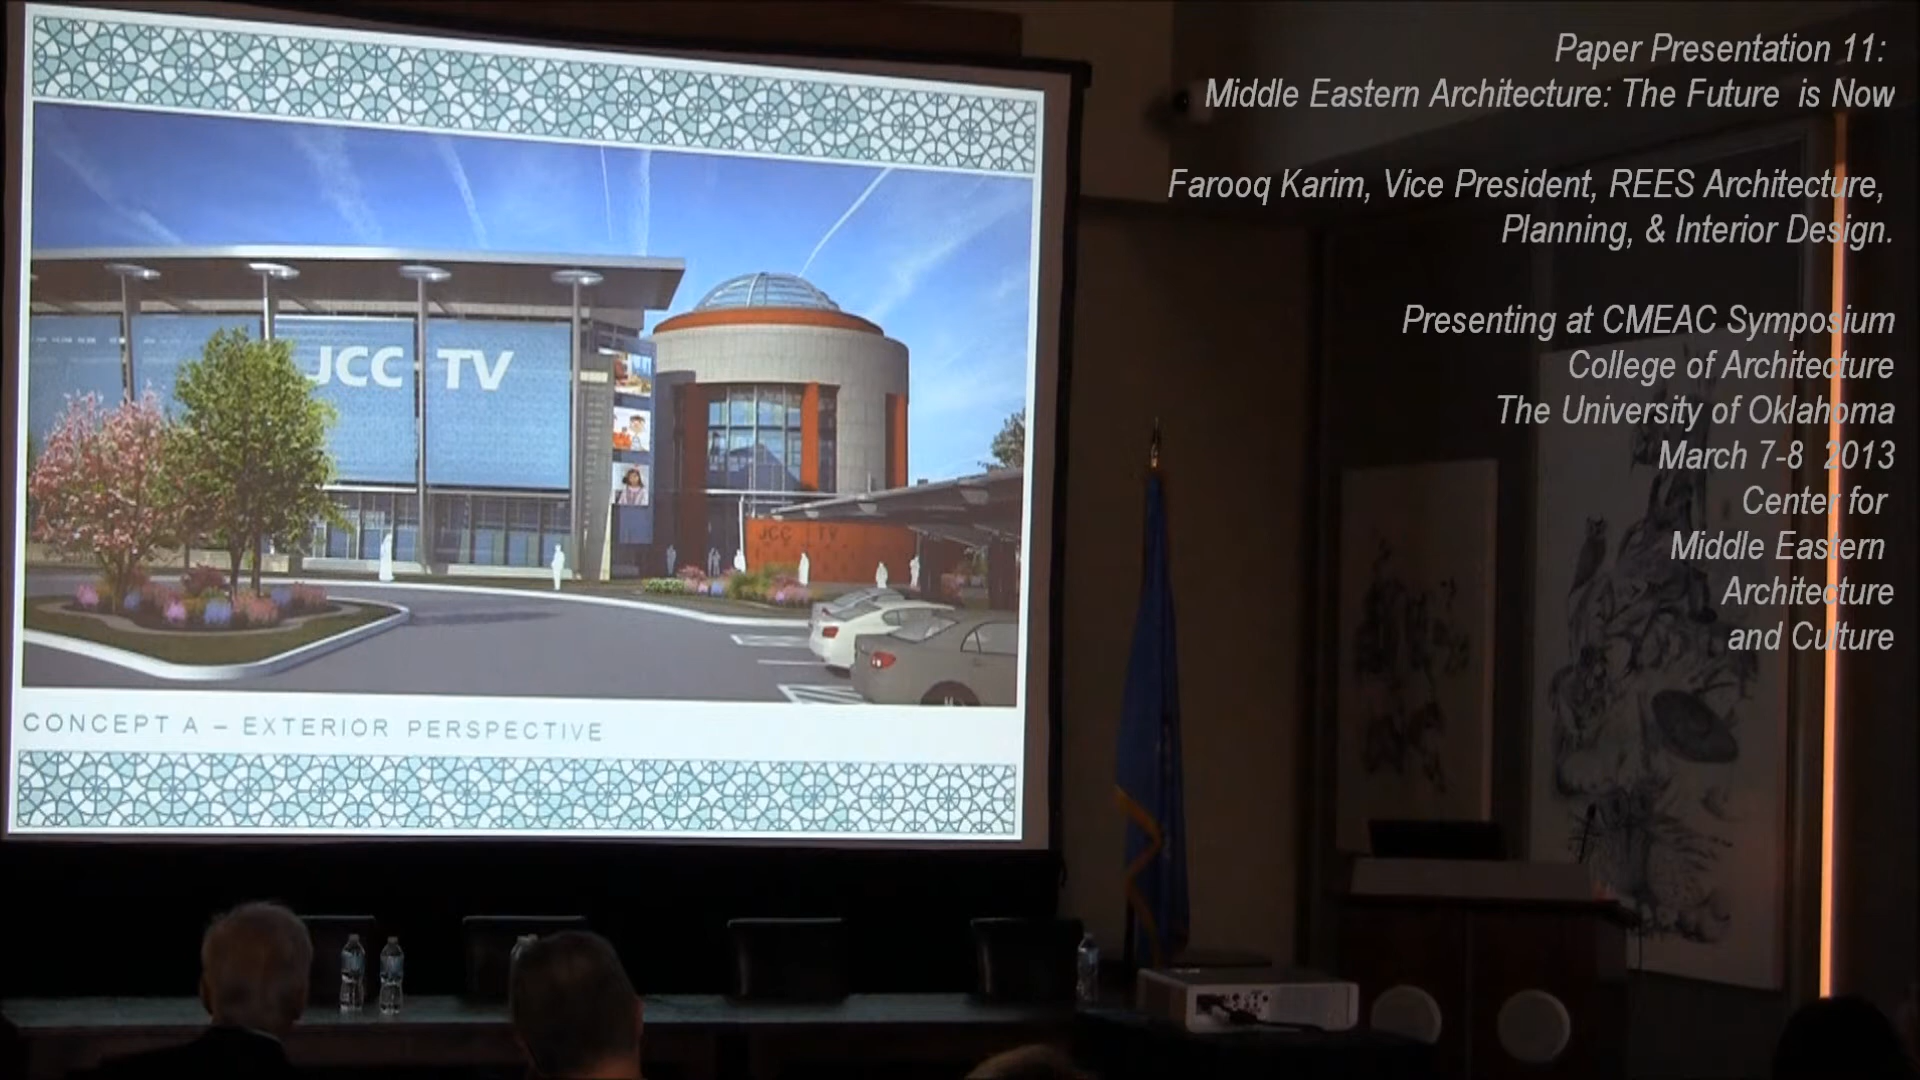 JCC TV
JCC TV
CONCEPT A – EXTERIOR PERSPECTIVE
Paper Presentation 11:
Middle Eastern Architecture: The Future is Now
Farooq Karim, Vice President, REES Architecture,
Planning, & Interior Design.
Presenting at CMEAC Symposium
College of Architecture
The University of Oklahoma
March 7-8 2013
Center for
Middle Eastern
Architecture
and Culture